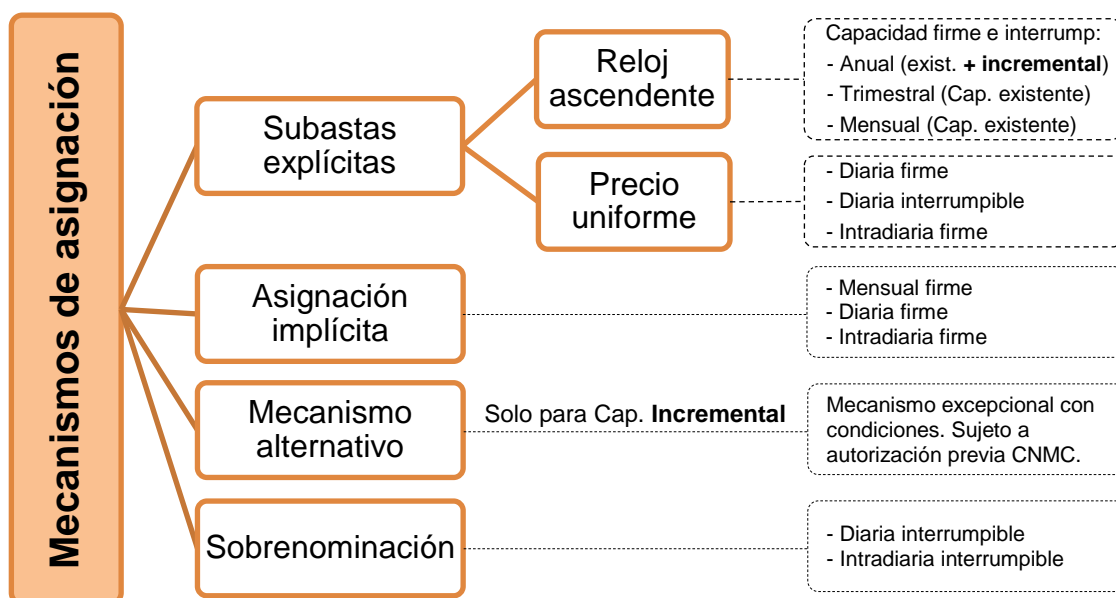 Mecanismos de asignación
Subastas
explícitas
Reloj
ascendente
Capacidad firme e interrump:
- Anual (exist. + incremental)
- Trimestral (Cap. existente)
- Mensual (Cap. existente)
Precio
uniforme
- Diaria firme
- Diaria interrumpible
- Intradiaria firme
Asignación
implícita
- Mensual firme
- Diaria firme
- Intradiaria firme
Mecanismo
alternativo
Solo para Cap. Incremental
Mecanismo excepcional con
condiciones. Sujeto a
autorización previa CNMC.
Sobrenominación
- Diaria interrumpible
- Intradiaria interrumpible